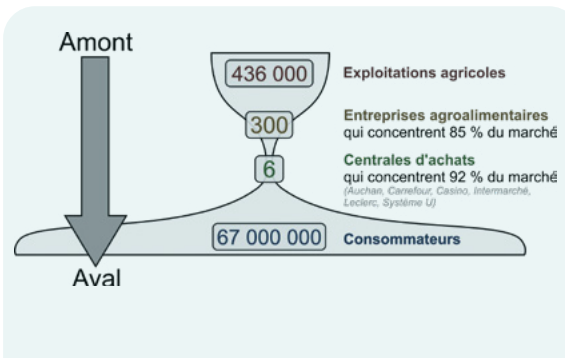 Amont
436 000
Exploitations agricoles
300
Entreprises agroalimentaires
qui concentrent 85 % du marché
6
Centrales d'achats
qui concentrent 92 % du marché
(Auchan, Carrefour, Casino, Intermarché,
Leclerc, Système U)
67 000 000
Consommateurs
Aval